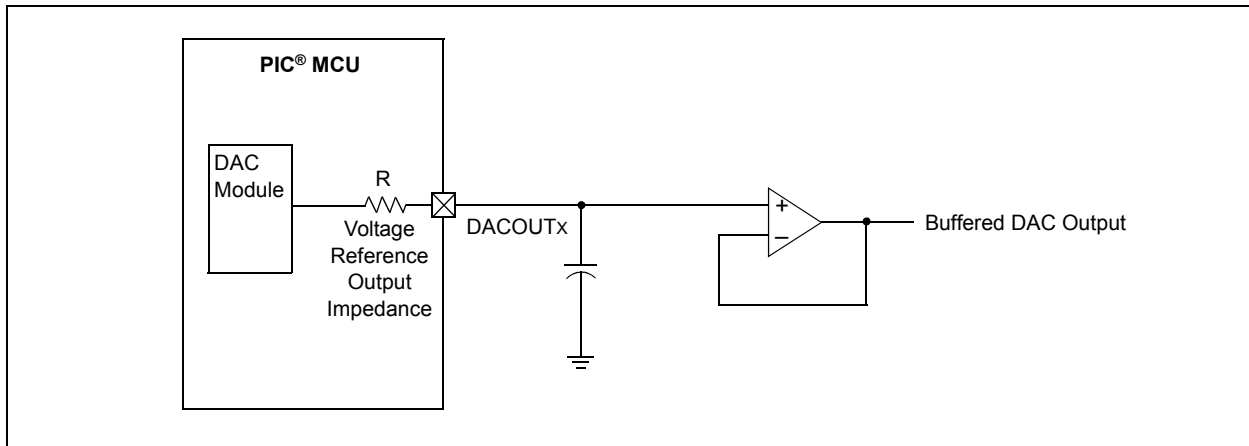 PIC® MCU
DAC
Module
R
Voltage
Reference
Output
Impedance
DACOUTx
+
–
Buffered DAC Output